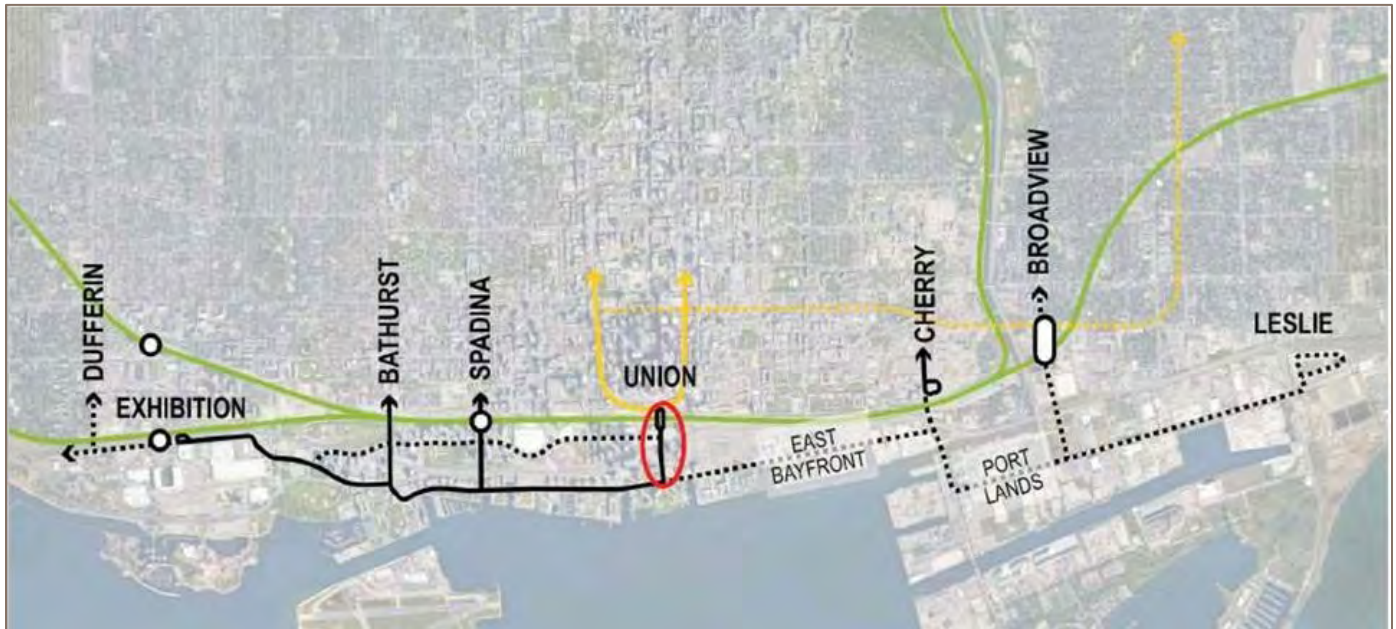 DUFFERIN
EXHIBITION
BATHURST
SPADINA
UNION
EAST
BAYFRONT
CHERRY
PORT
LANDS
BROADVIEW
LESLIE